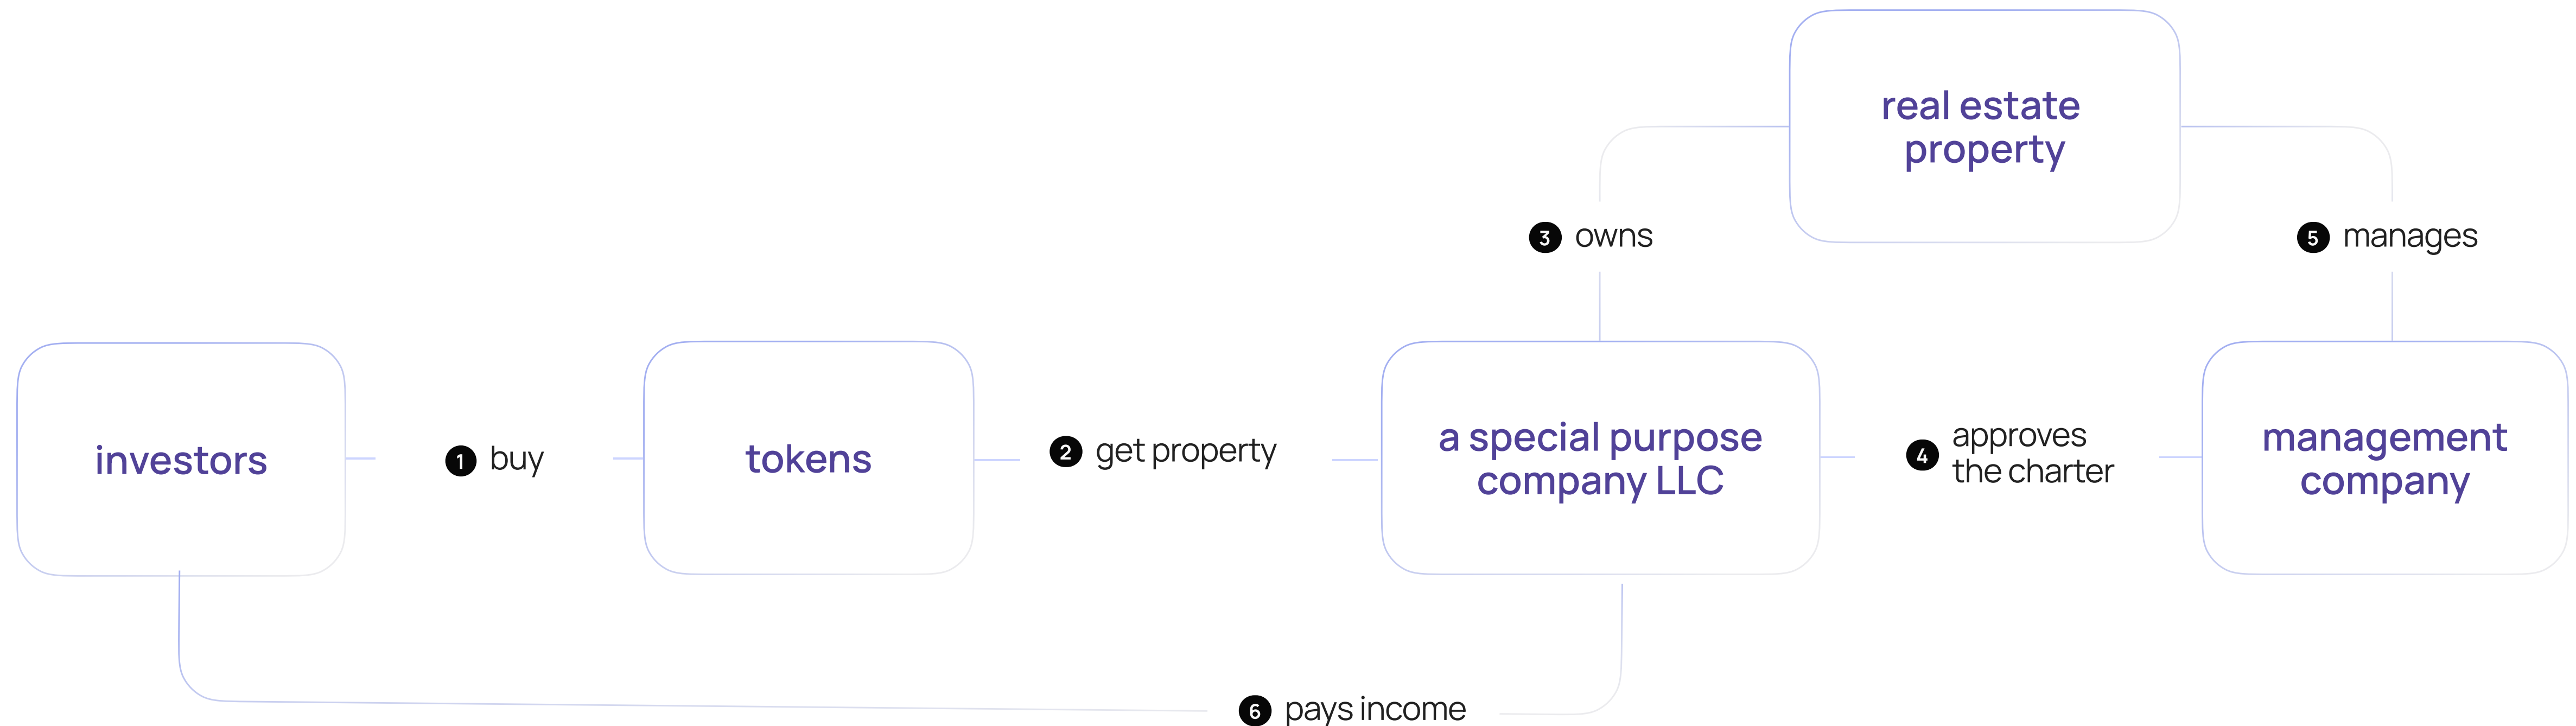 real estate
property
3 owns
5 manages
investors
1 buy
tokens
2 get property
a special purpose
company LLC
4 approves
the charter
management
company
6 pays income